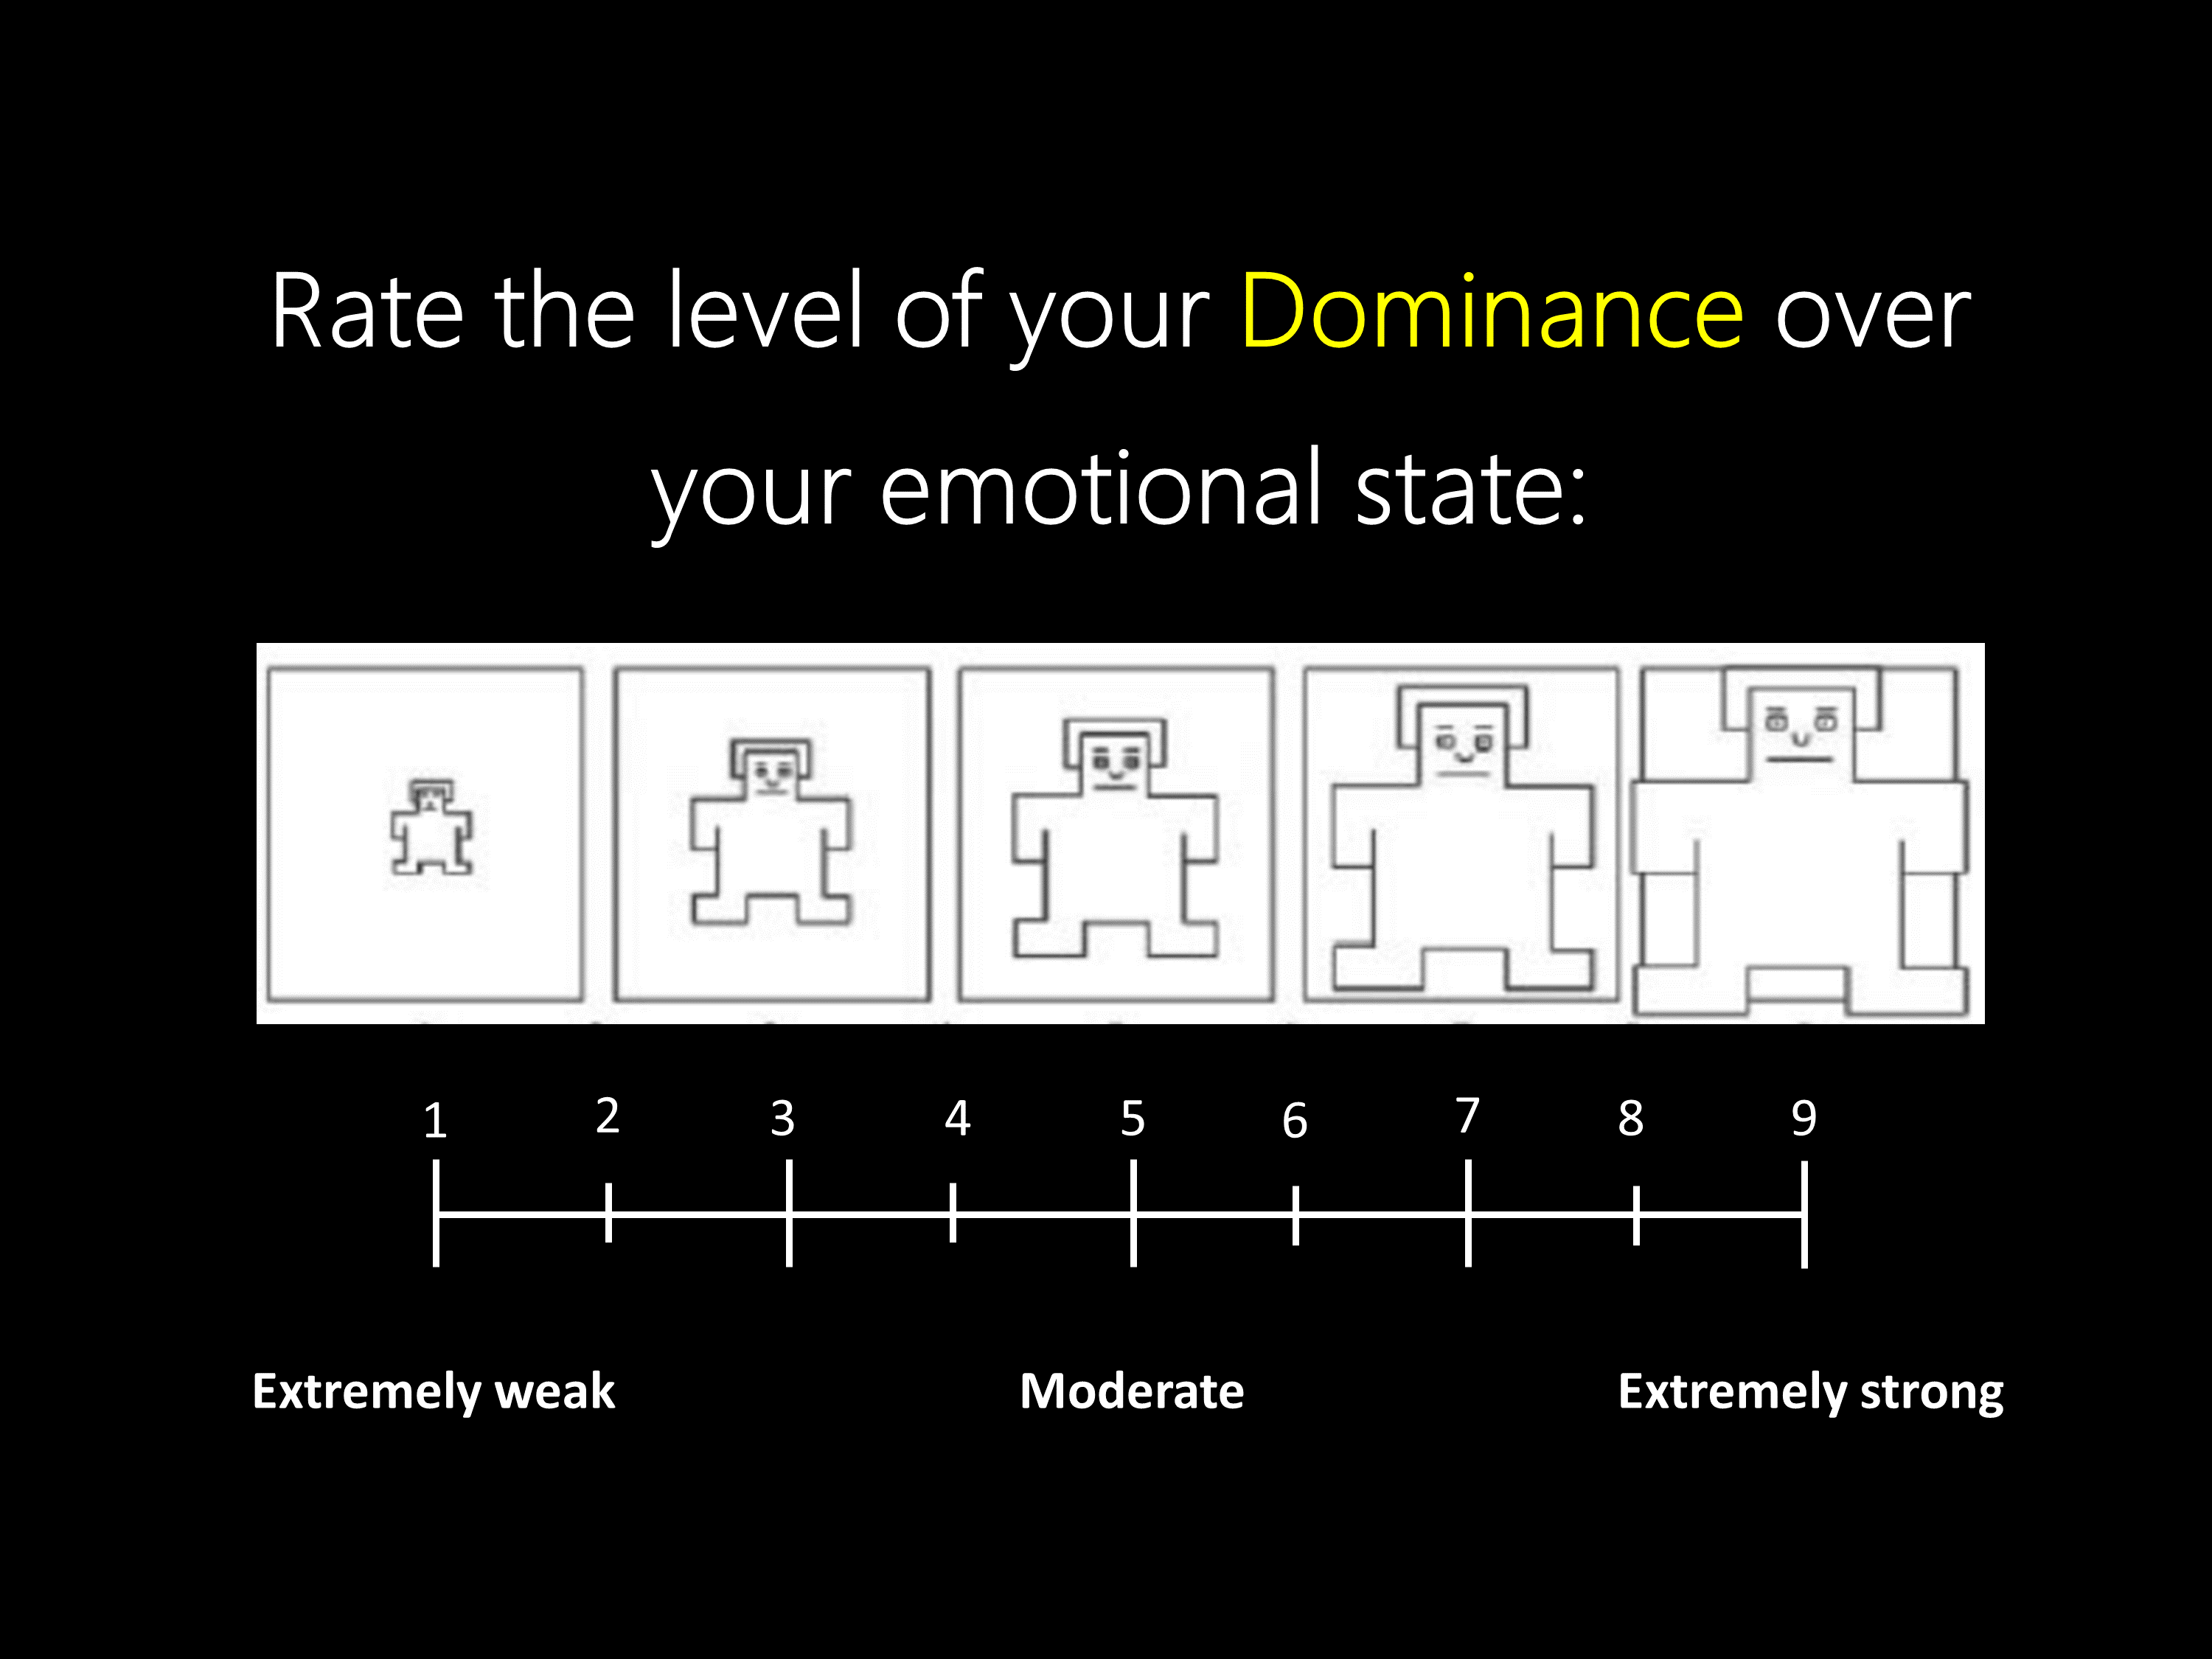 Rate the level of your Dominance over
your emotional state:
1 2 3 4 5 6 7 8 9
Extremely weak Moderate Extremely strong